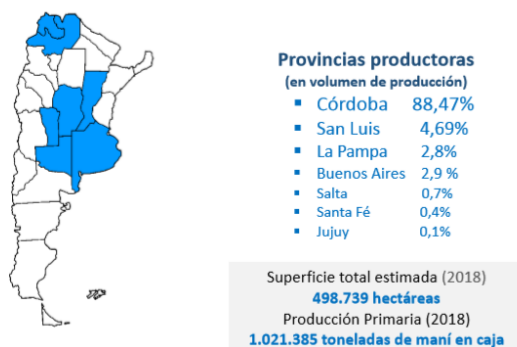 Provincias productoras
(en volumen de producción)
▪ Córdoba 88,47%
▪ San Luis 4,69%
▪ La Pampa 2,8%
▪ Buenos Aires 2,9 %
▪ Salta 0,7%
▪ Santa Fé 0,4%
▪ Jujuy 0,1%
Superficie total estimada (2018)
498.739 hectáreas
Producción Primaria (2018)
1.021.385 toneladas de maní en caja